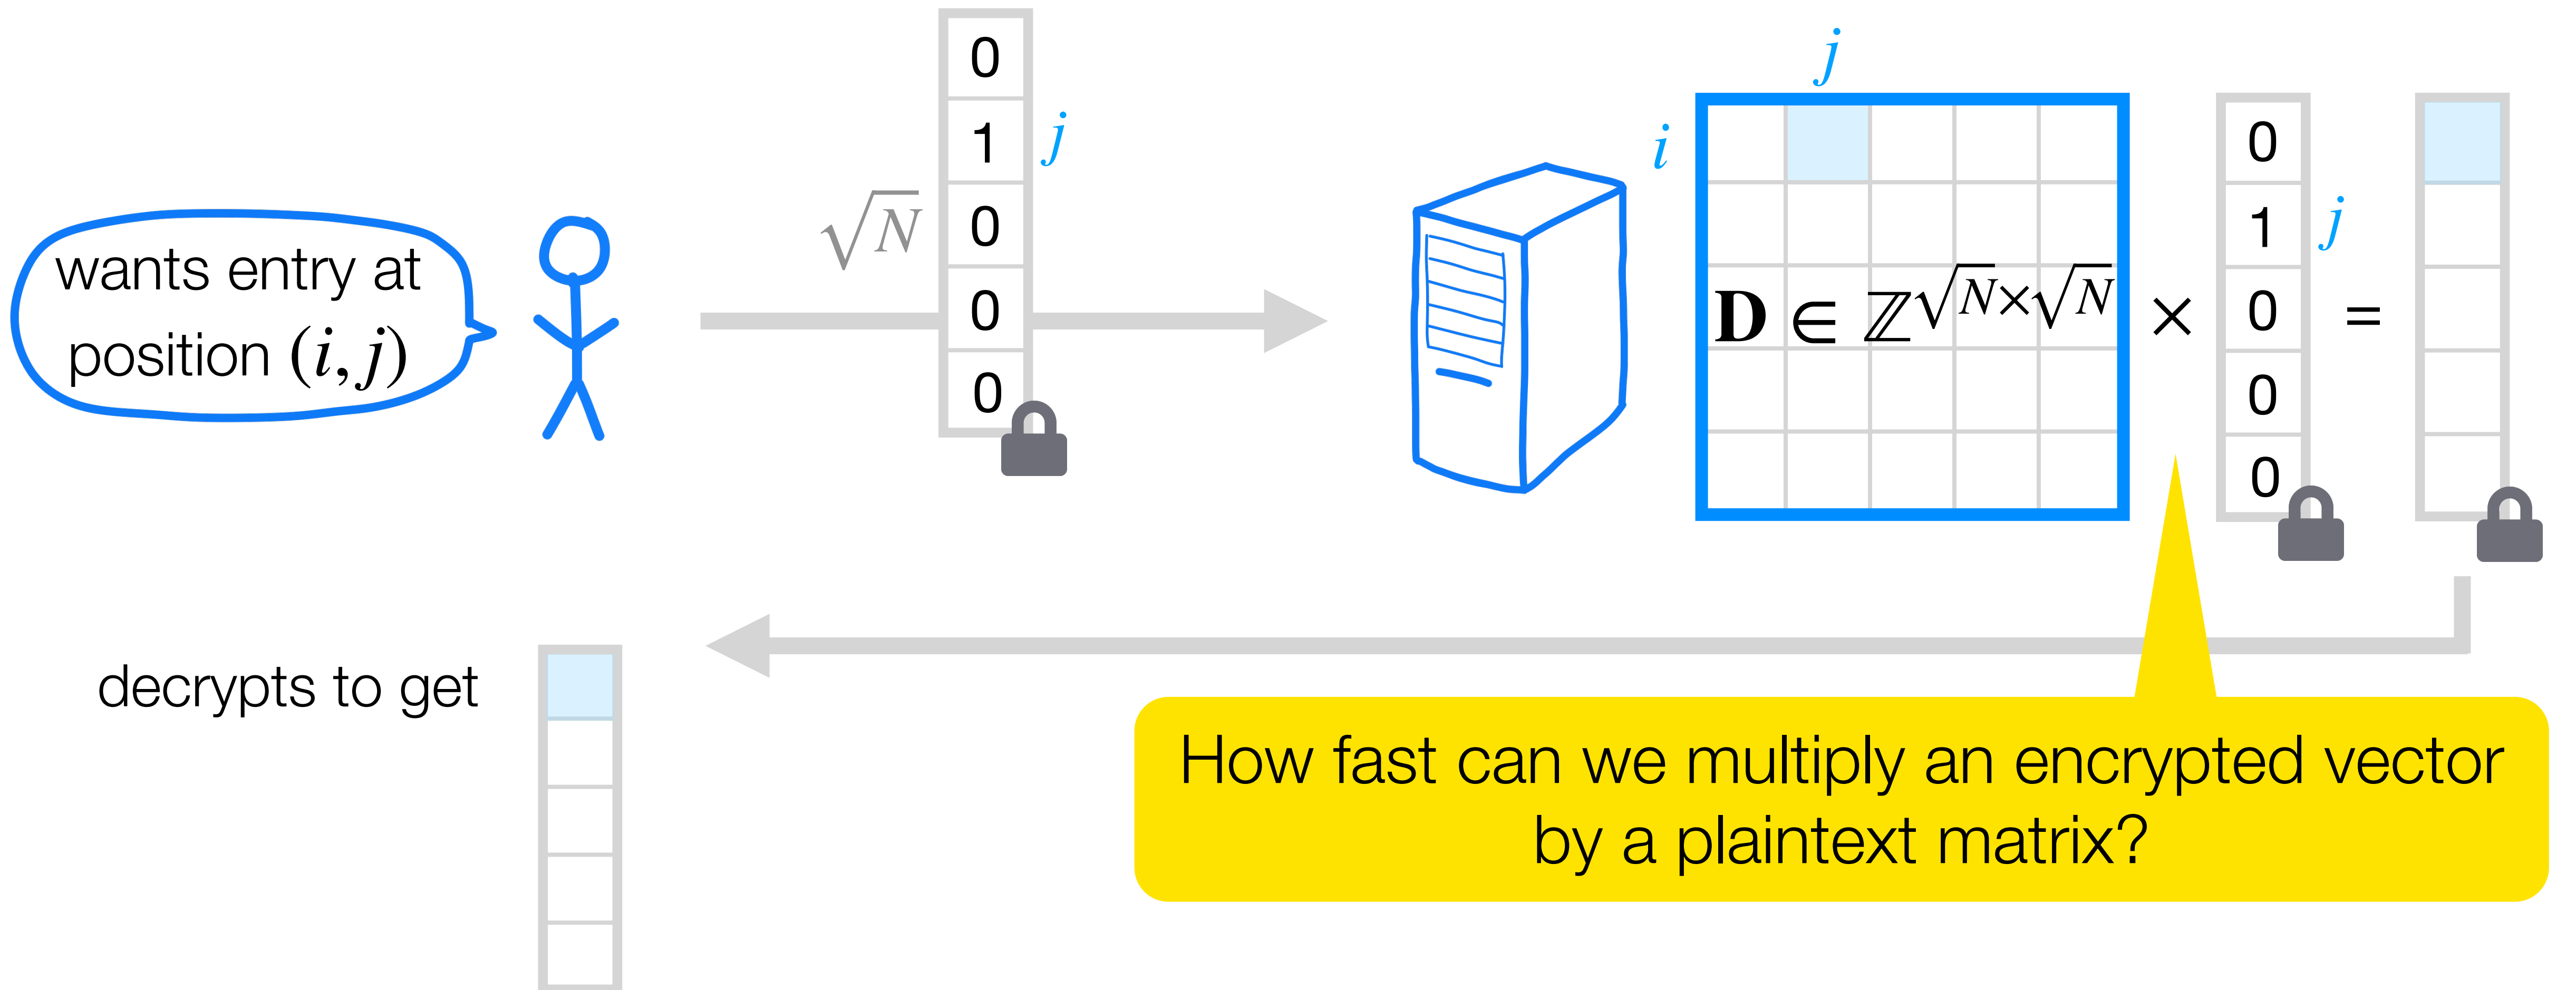 wants entry at
position (i, j)
√N
0
1
0
0
0
j
j
i
D ∈ ℤ^{√N×√N}
×
0
1
0
0
0
j
=
decrypts to get
How fast can we multiply an encrypted vector
by a plaintext matrix?